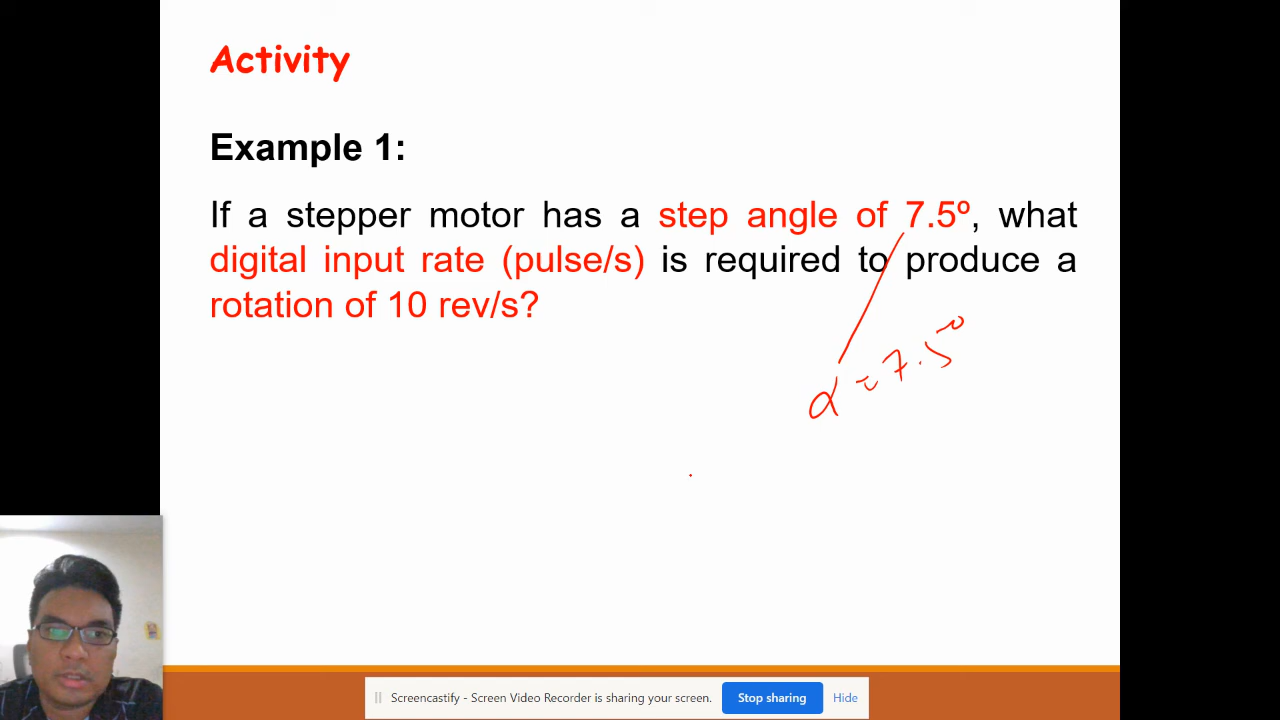 Activity
Example 1:
If a stepper motor has a step angle of 7.5º, what
digital input rate (pulse/s) is required to produce a
rotation of 10 rev/s?
α = 7.5°
Screencastify - Screen Video Recorder is sharing your screen.
Stop sharing
Hide